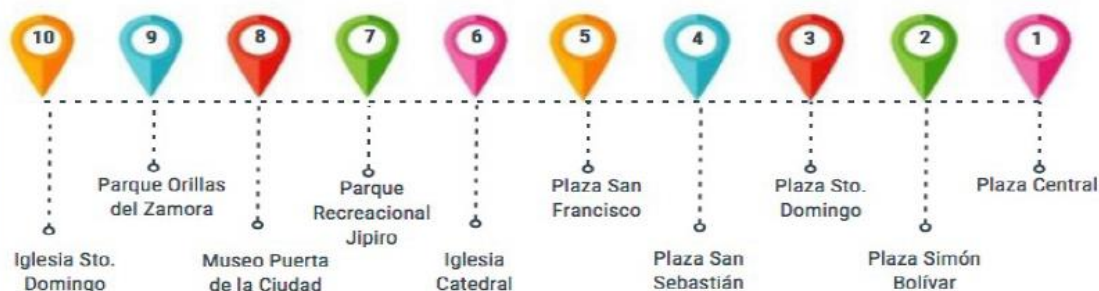 10 9 8 7 6 5 4 3 2 1
Parque Orillas
del Zamora
Parque
Recreacional
Jipiro
Plaza San
Francisco
Plaza Sto.
Domingo
Plaza Central
Iglesia Sto.
Domingo
Museo Puerta
de la Ciudad
Iglesia
Catedral
Plaza San
Sebastián
Plaza Simón
Bolívar